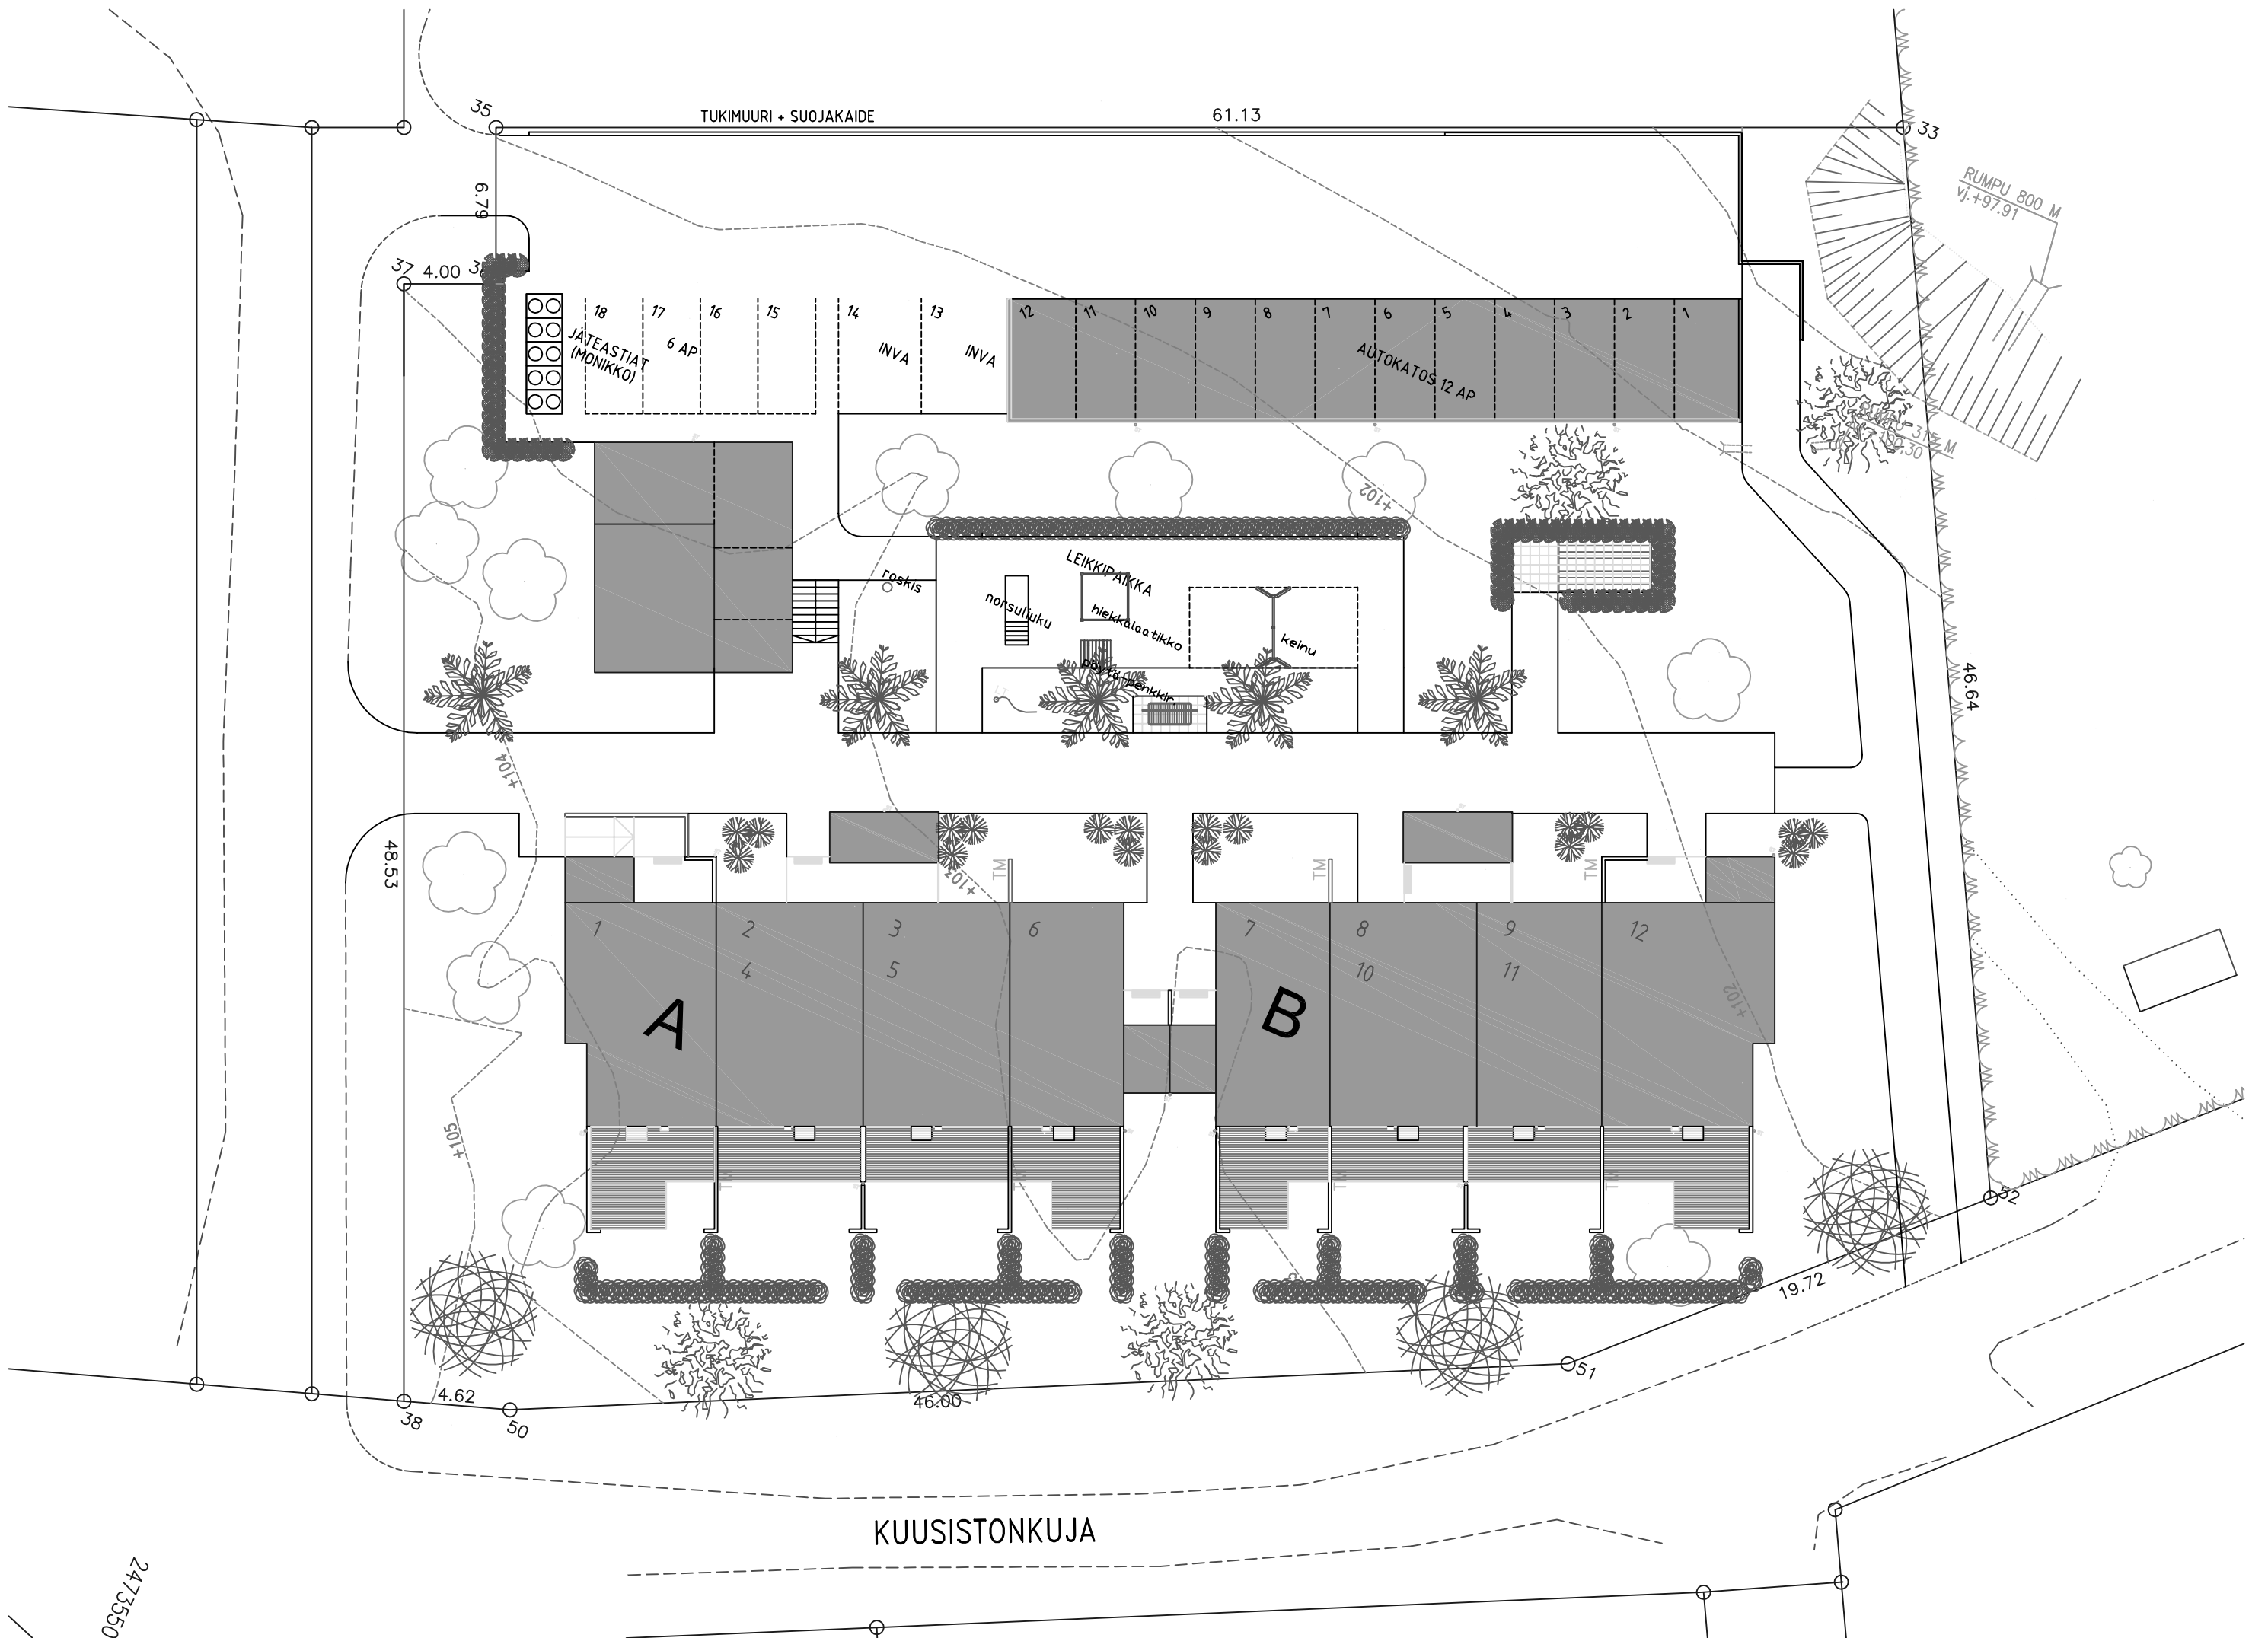 35
TUKIMUURI + SUOJAKAIDE
61.13
33
RUMPU 800 M
vj.+97.91
6.79
37
4.00
18
17
16
15
14
13
12
11
10
9
8
7
6
5
4
3
2
1
JÄTEASTIAT
(MONIKKO)
6 AP
INVA
INVA
AUTOKATOS 12 AP
+102
LEIKKIPAIKKA
roskis
norsuliuku
hiekkalaatikko
keinu
46.64
+104
48.53
+103
TM
TM
TM
1
2
3
6
7
8
9
12
4
5
10
11
A
B
+102
+105
TM
TM
TM
TM
52
19.72
51
4.62
46.00
38
50
KUUSISTONKUJA
2473550